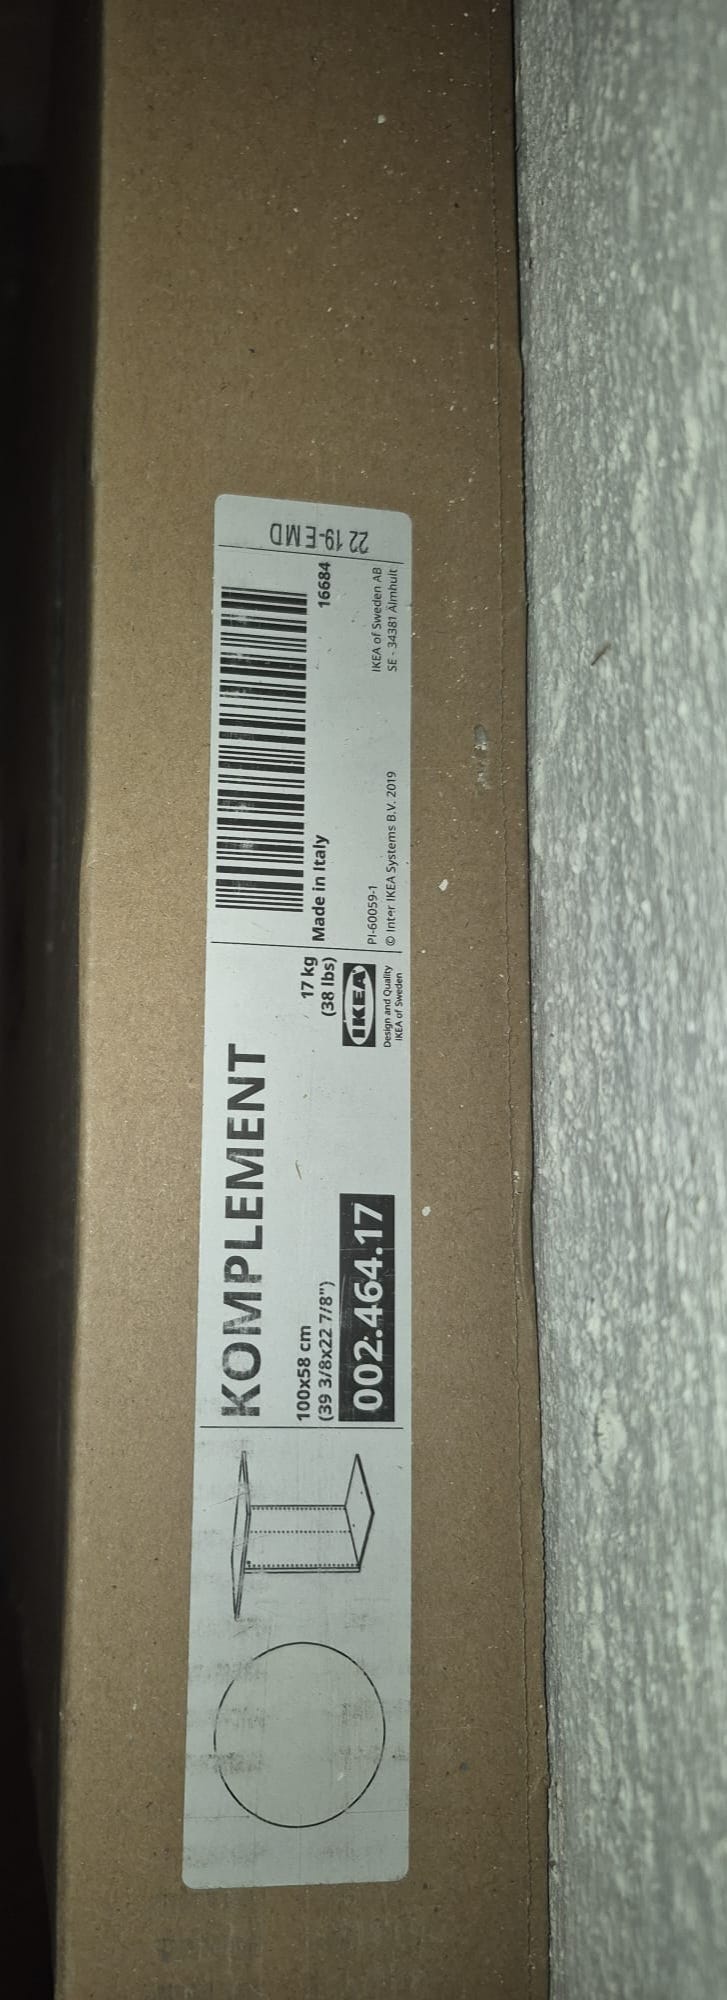 KOMPLEMENT
100x58 cm
(39 3/8x22 7/8")
002.464.17
17 kg
(38 lbs)
IKEA
Design and Quality
IKEA of Sweden
Made in Italy
16684
PI-60059-1
© Inter IKEA Systems B.V. 2019
IKEA of Sweden AB
SE - 34381 Älmhult
22 19-EMD